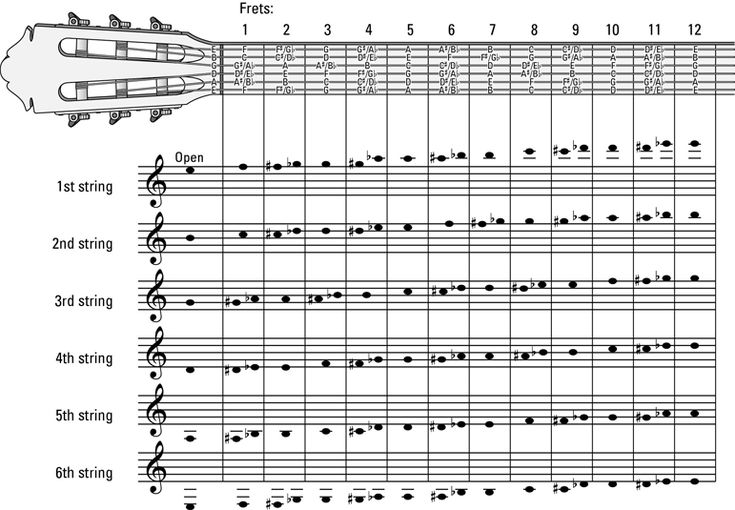 Frets:
1 2 3 4 5 6 7 8 9 10 11 12
E F F♯/G♭ G G♯/A♭ A A♯/B♭ B C C♯/D♭ D D♯/E♭ E
B C C♯/D♭ D D♯/E♭ E F F♯/G♭ G G♯/A♭ A A♯/B♭ B
G G♯/A♭ A A♯/B♭ B C C♯/D♭ D D♯/E♭ E F F♯/G♭ G
D D♯/E♭ E F F♯/G♭ G G♯/A♭ A A♯/B♭ B C C♯/D♭ D
A A♯/B♭ B C C♯/D♭ D D♯/E♭ E F F♯/G♭ G G♯/A♭ A
E F F♯/G♭ G G♯/A♭ A A♯/B♭ B C C♯/D♭ D D♯/E♭ E
Open
1st string
2nd string
3rd string
4th string
5th string
6th string